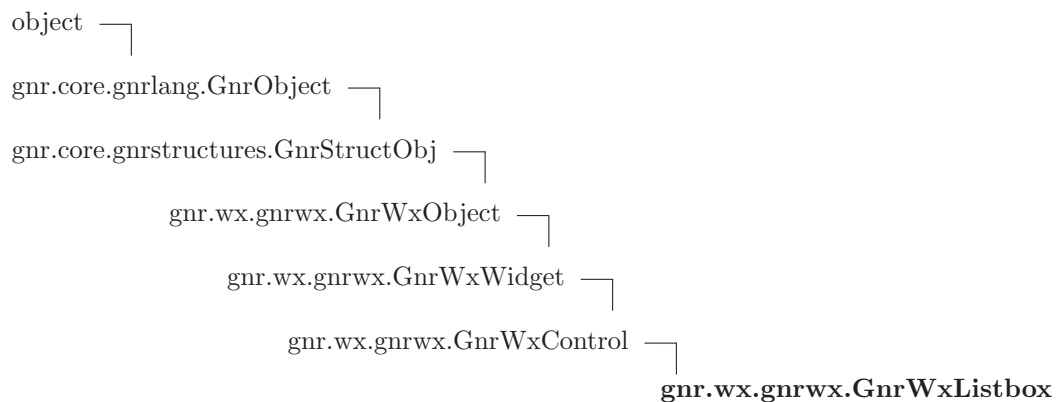 object
gnr.core.gnrlang.GnrObject
gnr.core.gnrstructures.GnrStructObj
gnr.wx.gnrwx.GnrWxObject
gnr.wx.gnrwx.GnrWxWidget
gnr.wx.gnrwx.GnrWxControl
gnr.wx.gnrwx.GnrWxListbox